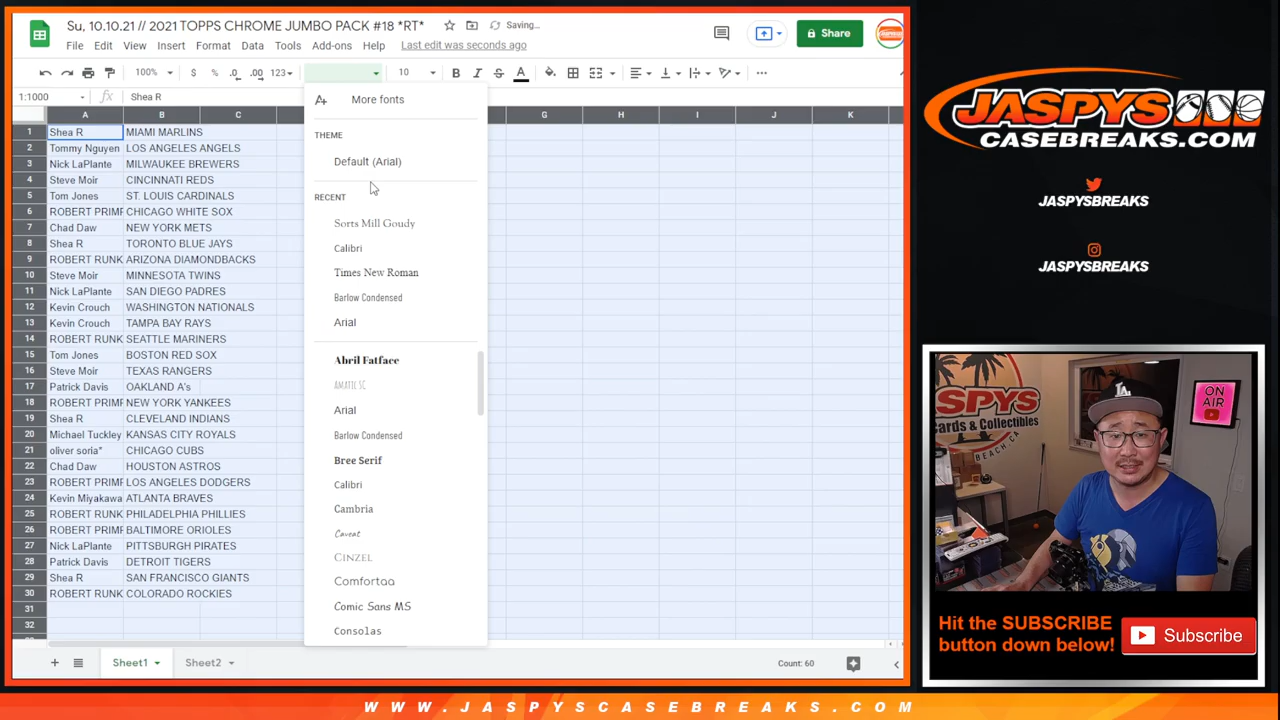 Su, 10.10.21 // 2021 TOPPS CHROME JUMBO PACK #18 *RT*
Saving...
File Edit View Insert Format Data Tools Add-ons Help Last edit was seconds ago
Share
100% $ % .0 .00 123 10 B I S A
1:1000 fx Shea R
A B C G H I J K
1 Shea R MIAMI MARLINS
2 Tommy Nguyen LOS ANGELES ANGELS
3 Nick LaPlante MILWAUKEE BREWERS
4 Steve Moir CINCINNATI REDS
5 Tom Jones ST. LOUIS CARDINALS
6 ROBERT PRIMF CHICAGO WHITE SOX
7 Chad Daw NEW YORK METS
8 Shea R TORONTO BLUE JAYS
9 ROBERT RUNK ARIZONA DIAMONDBACKS
10 Steve Moir MINNESOTA TWINS
11 Nick LaPlante SAN DIEGO PADRES
12 Kevin Crouch WASHINGTON NATIONALS
13 Kevin Crouch TAMPA BAY RAYS
14 ROBERT RUNK SEATTLE MARINERS
15 Tom Jones BOSTON RED SOX
16 Steve Moir TEXAS RANGERS
17 Patrick Davis OAKLAND A's
18 ROBERT PRIMF NEW YORK YANKEES
19 Shea R CLEVELAND INDIANS
20 Michael Tuckley KANSAS CITY ROYALS
21 oliver soria* CHICAGO CUBS
22 Chad Daw HOUSTON ASTROS
23 ROBERT PRIMF LOS ANGELES DODGERS
24 Kevin Miyakawa ATLANTA BRAVES
25 ROBERT RUNK PHILADELPHIA PHILLIES
26 ROBERT PRIMF BALTIMORE ORIOLES
27 Nick LaPlante PITTSBURGH PIRATES
28 Patrick Davis DETROIT TIGERS
29 Shea R SAN FRANCISCO GIANTS
30 ROBERT RUNK COLORADO ROCKIES
31
32
More fonts
THEME
Default (Arial)
RECENT
Sorts Mill Goudy
Calibri
Times New Roman
Barlow Condensed
Arial
Abril Fatface
AMATIC SC
Arial
Barlow Condensed
Bree Serif
Calibri
Cambria
Caveat
CINZEL
Comfortaa
Comic Sans MS
Consolas
Sheet1 Sheet2 Count: 60
JASPYS
CASEBREAKS.COM
JASPYSBREAKS
JASPYSBREAKS
JASPYS
Cards & Collectibles
BEACH CA
LA
ON
AIR
Hit the SUBSCRIBE
button down below!
Subscribe
WWW.JASPYSCASEBREAKS.COM